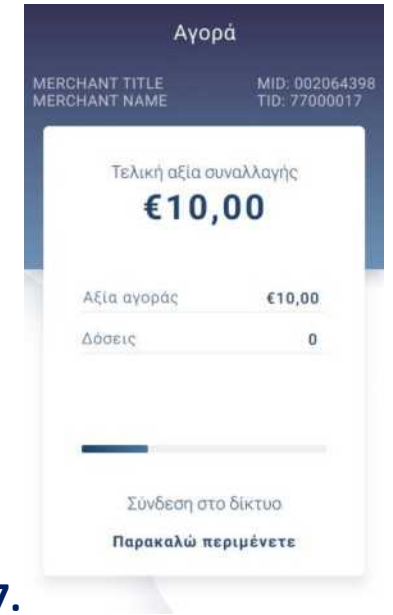 Αγορά
MERCHANT TITLE MID: 002064398
MERCHANT NAME TID: 77000017
Τελική αξία συναλλαγής
€10,00
Αξία αγοράς €10,00
Δόσεις 0
Σύνδεση στο δίκτυο
Παρακαλώ περιμένετε
7.